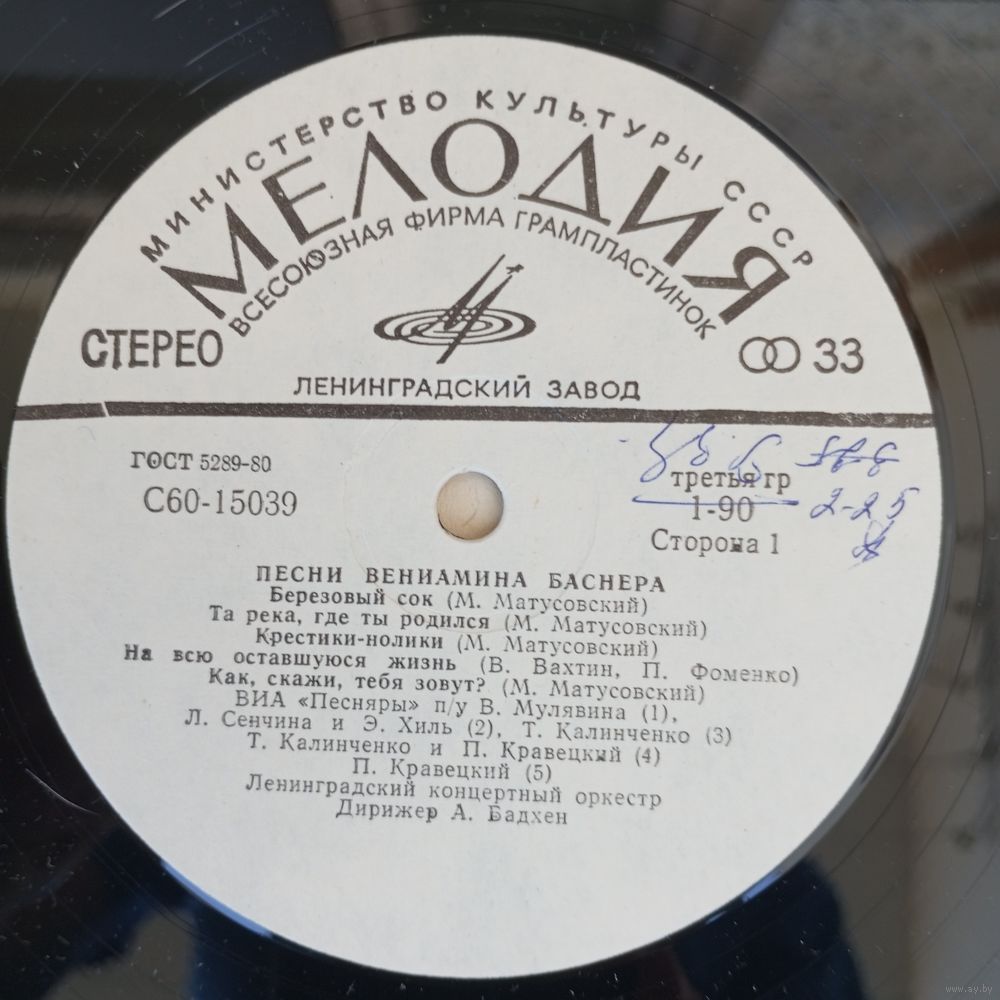 МИНИСТЕРСТВО КУЛЬТУРЫ СССР
МЕЛОДИЯ
ВСЕСОЮЗНАЯ ФИРМА ГРАМПЛАСТИНОК
СТЕРЕО
33
ЛЕНИНГРАДСКИЙ ЗАВОД
ГОСТ 5289-80
С60-15039
третья гр
1-90
2-25
Сторона 1
ПЕСНИ ВЕНИАМИНА БАСНЕРА
Березовый сок (М. Матусовский)
Та река, где ты родился (М. Матусовский)
Крестики-нолики (М. Матусовский)
На всю оставшуюся жизнь (Б. Вахтин, П. Фоменко)
Как, скажи, тебя зовут? (М. Матусовский)
ВИА «Песняры» п/у В. Мулявина (1),
Л. Сенчина и Э. Хиль (2), Т. Калинченко (3)
Т. Калинченко и П. Кравецкий (4)
П. Кравецкий (5)
Ленинградский концертный оркестр
Дирижер А. Бадхен
www.ay.by